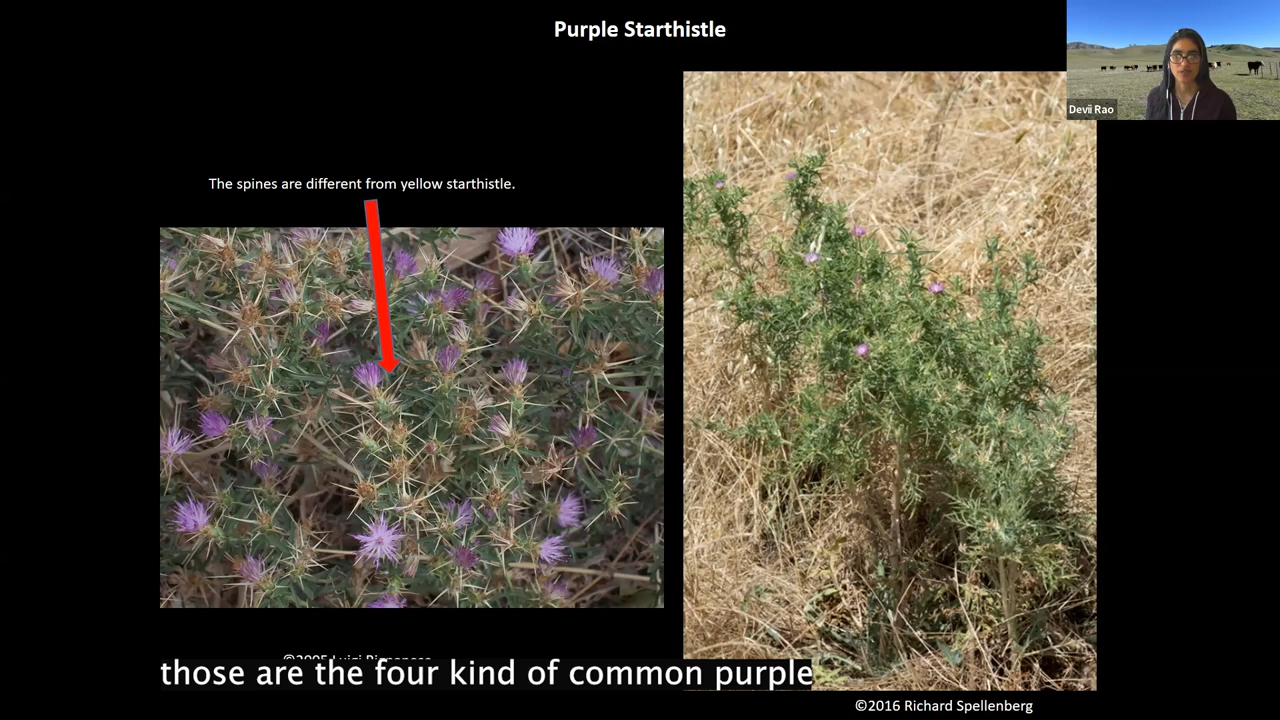 Purple Starthistle
Devii Rao
The spines are different from yellow starthistle.
those are the four kind of common purple
©2016 Richard Spellenberg